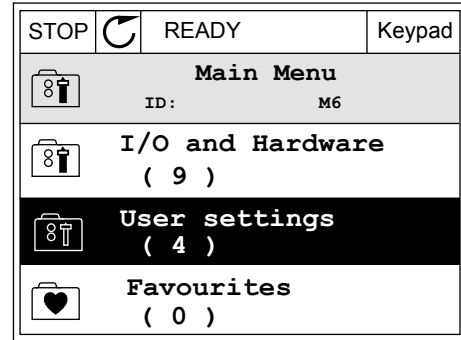 STOP READY Keypad
Main Menu
ID: M6
I/O and Hardware
( 9 )
User settings
( 4 )
Favourites
( 0 )